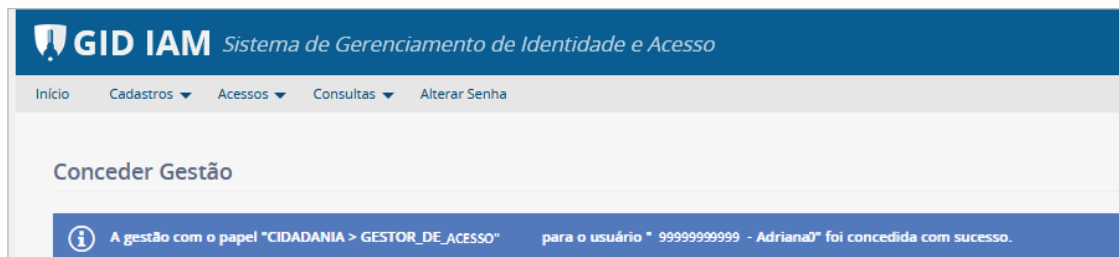 GID IAM Sistema de Gerenciamento de Identidade e Acesso
Início Cadastros Acessos Consultas Alterar Senha
Conceder Gestão
A gestão com o papel "CIDADANIA > GESTOR_DE_ACESSO" para o usuário " 99999999999 - Adriana0" foi concedida com sucesso.